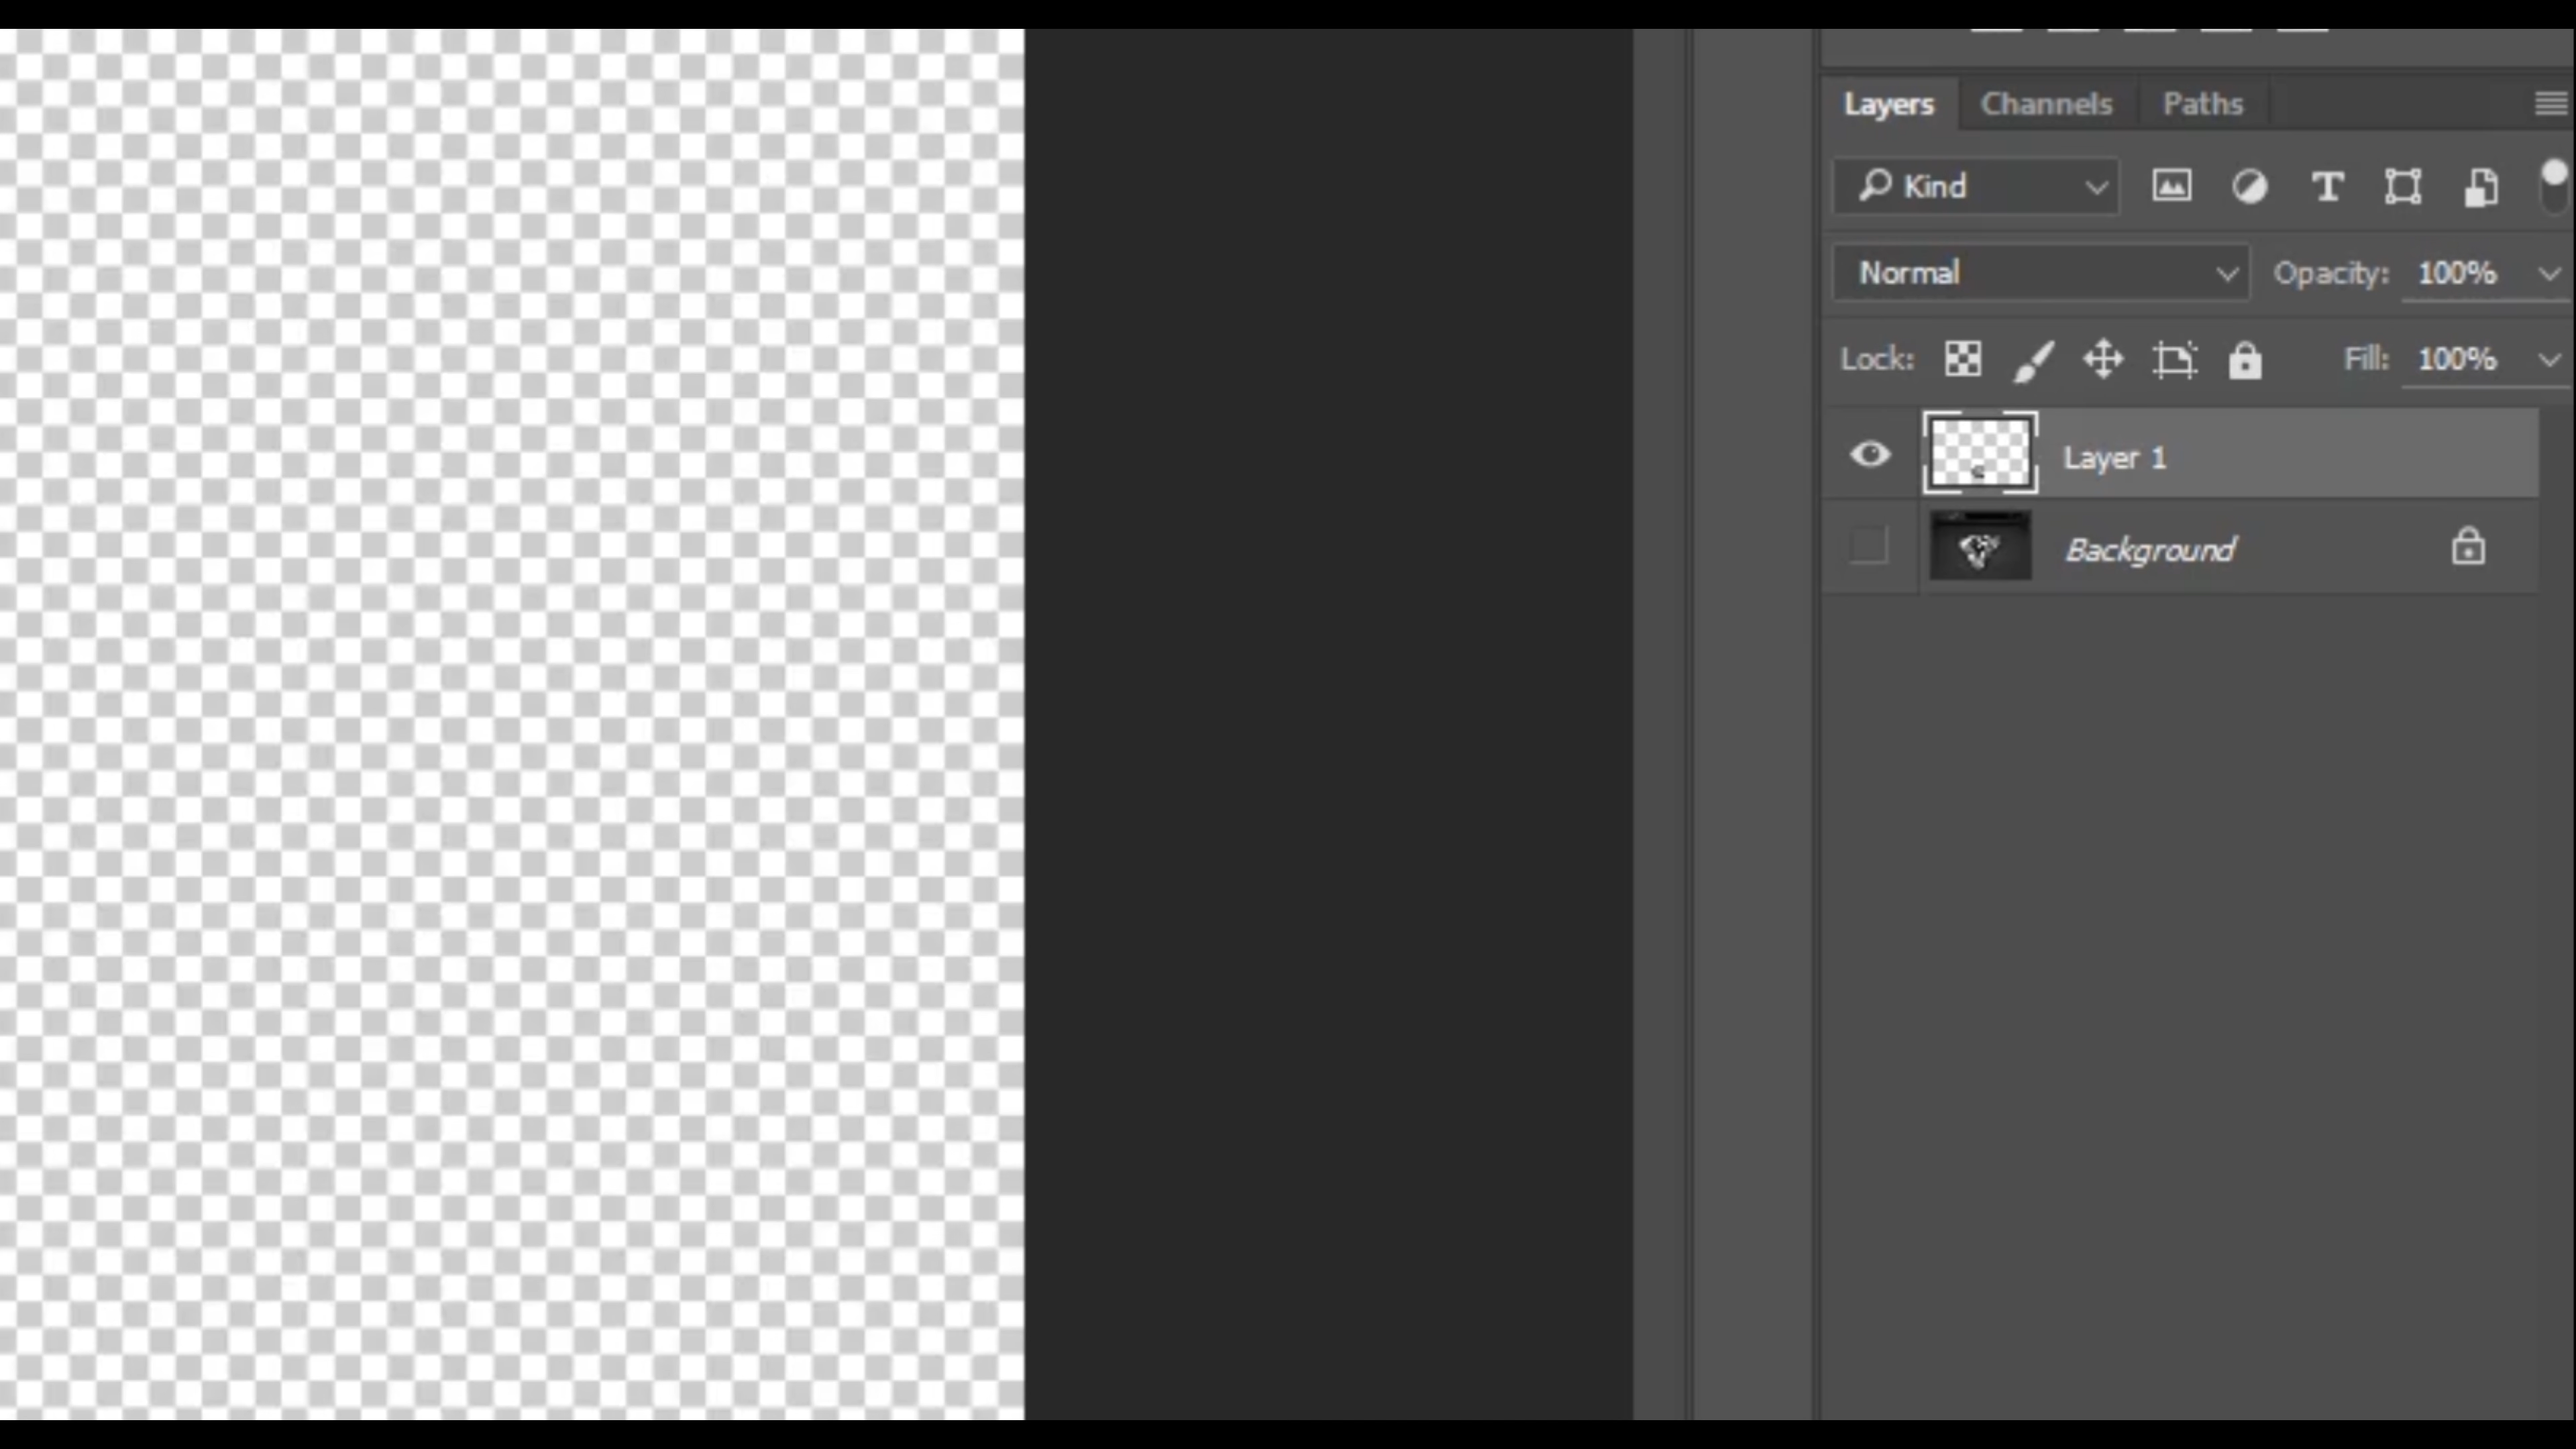 Layers Channels Paths
Kind
Normal Opacity: 100%
Lock: Fill: 100%
Layer 1
Background